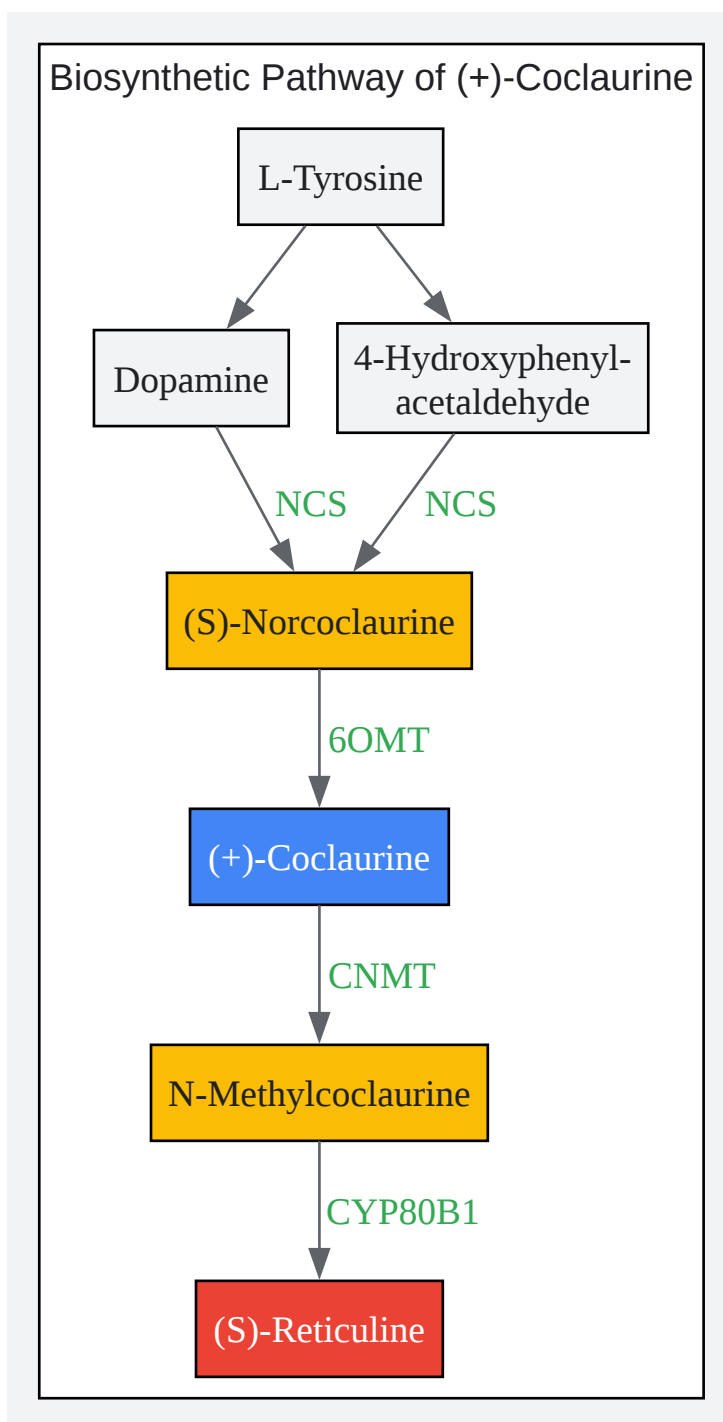 Biosynthetic Pathway of (+)-Coclaurine
L-Tyrosine
Dopamine
4-Hydroxyphenyl-
acetaldehyde
NCS
NCS
(S)-Norcoclaurine
6OMT
(+)-Coclaurine
CNMT
N-Methylcoclaurine
CYP80B1
(S)-Reticuline